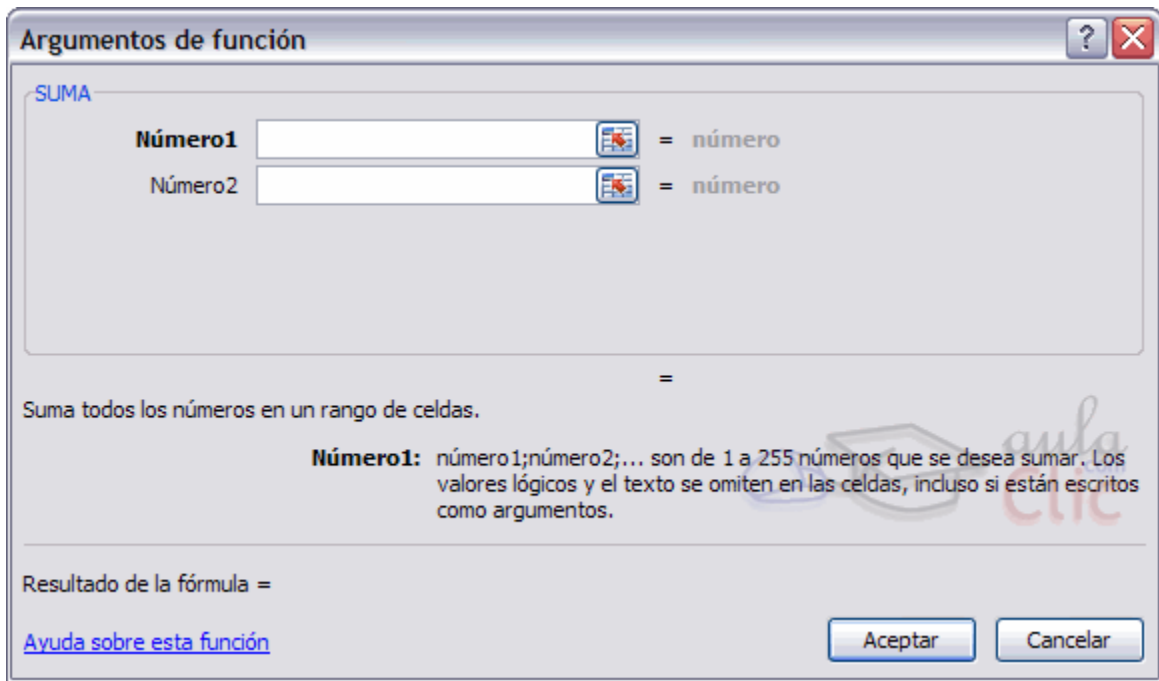 Argumentos de función
?
SUMA
Número1 = número
Número2 = número
=
Suma todos los números en un rango de celdas.
Número1: número1;número2;... son de 1 a 255 números que se desea sumar. Los
valores lógicos y el texto se omiten en las celdas, incluso si están escritos
como argumentos.
aula
.com
Clic
Resultado de la fórmula =
Ayuda sobre esta función
Aceptar
Cancelar